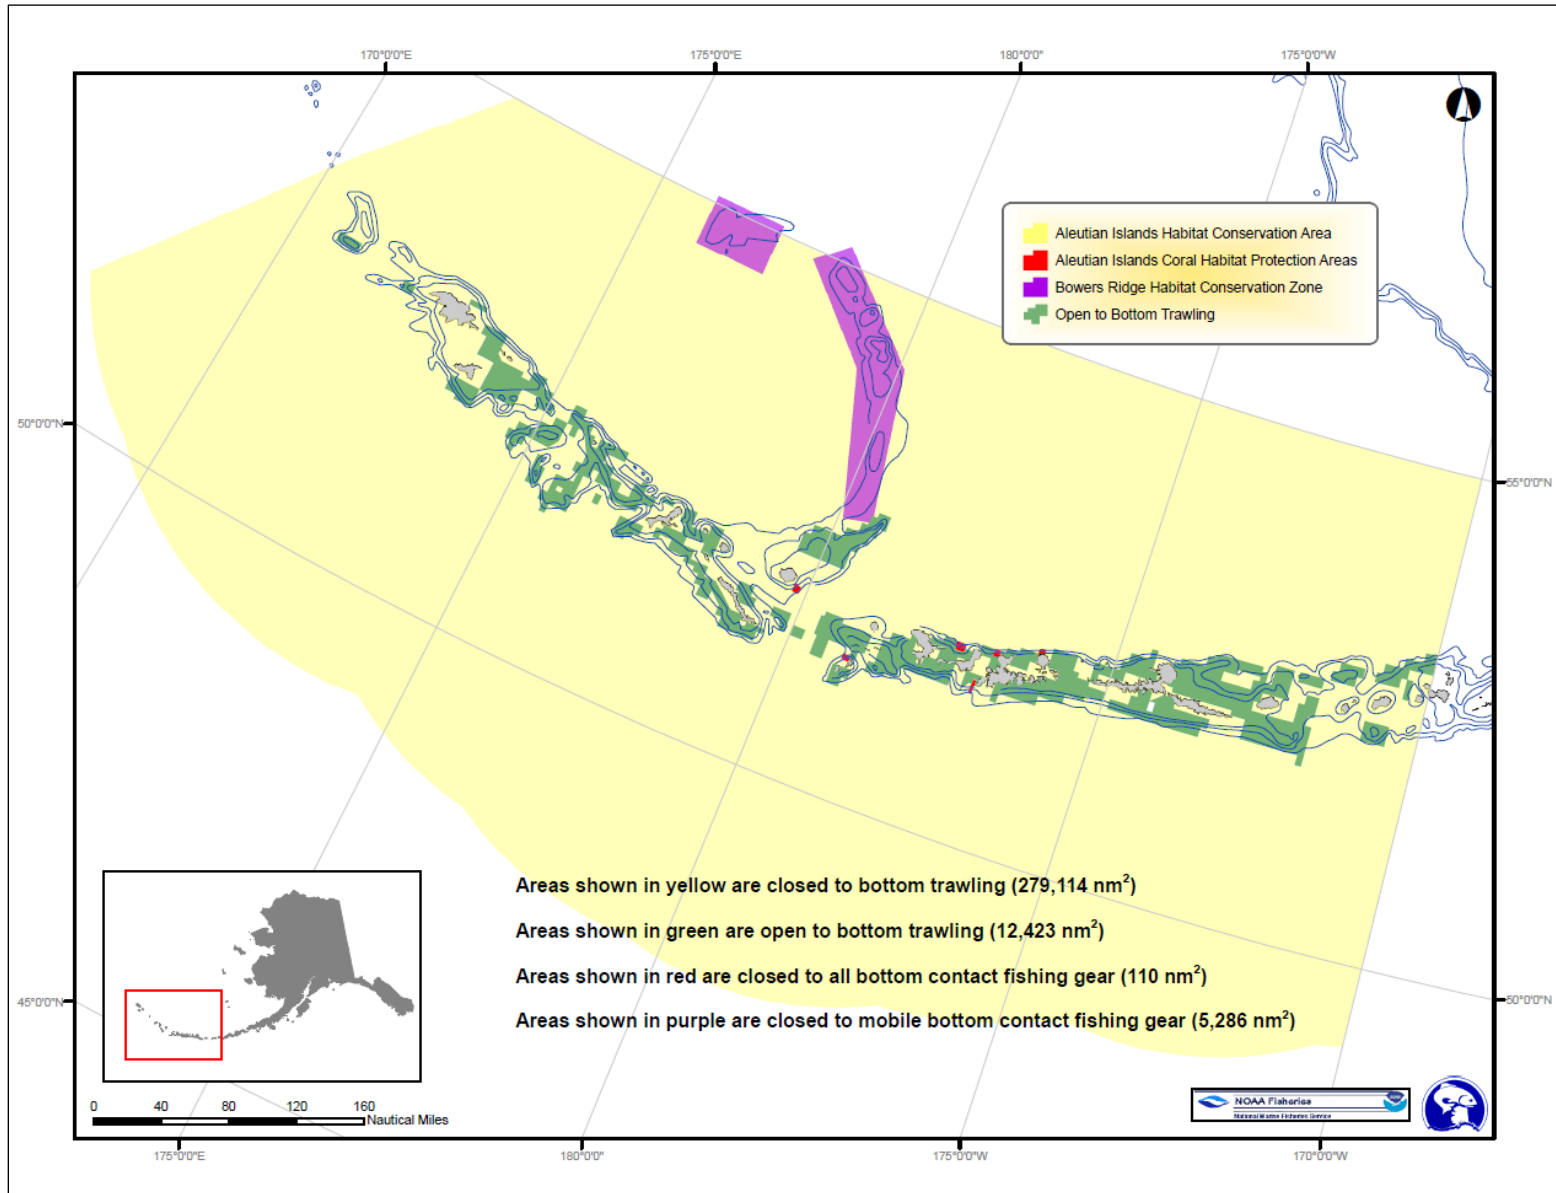 170°0'0"E
175°0'0"E
180°0'0"
175°0'0"W
Aleutian Islands Habitat Conservation Area
Aleutian Islands Coral Habitat Protection Areas
Bowers Ridge Habitat Conservation Zone
Open to Bottom Trawling
50°0'0"N
55°0'0"N
Areas shown in yellow are closed to bottom trawling (279,114 nm²)
Areas shown in green are open to bottom trawling (12,423 nm²)
Areas shown in red are closed to all bottom contact fishing gear (110 nm²)
Areas shown in purple are closed to mobile bottom contact fishing gear (5,286 nm²)
45°0'0"N
50°0'0"N
0 40 80 120 160
Nautical Miles
NOAA Fisheries
National Marine Fisheries Service
175°0'0"E
180°0'0"
175°0'0"W
170°0'0"W